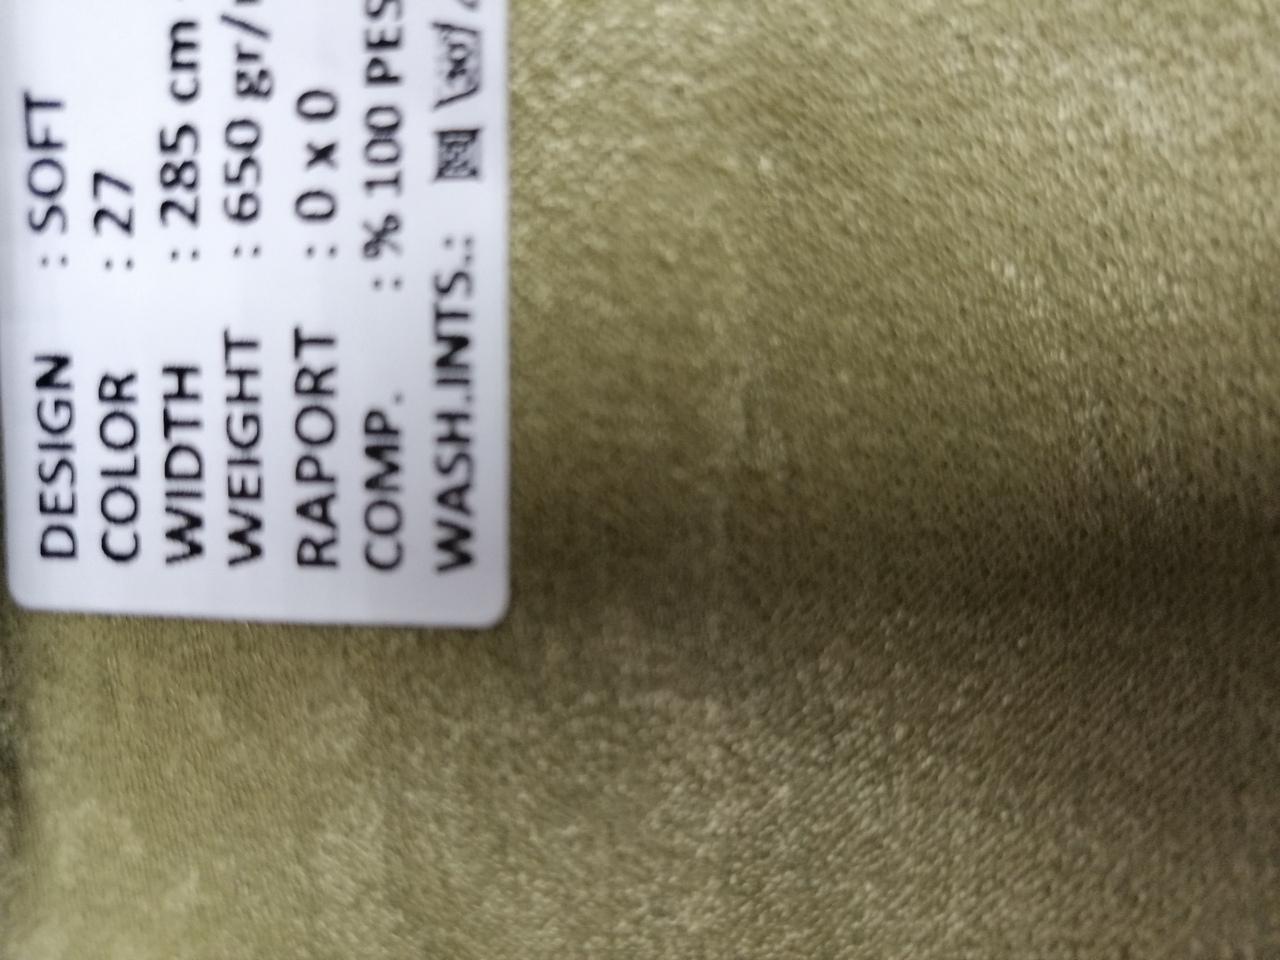 DESIGN : SOFT
COLOR : 27
WIDTH : 285 cm
WEIGHT : 650 gr/
RAPORT : 0 x 0
COMP. : % 100 PES
WASH.INTS.: